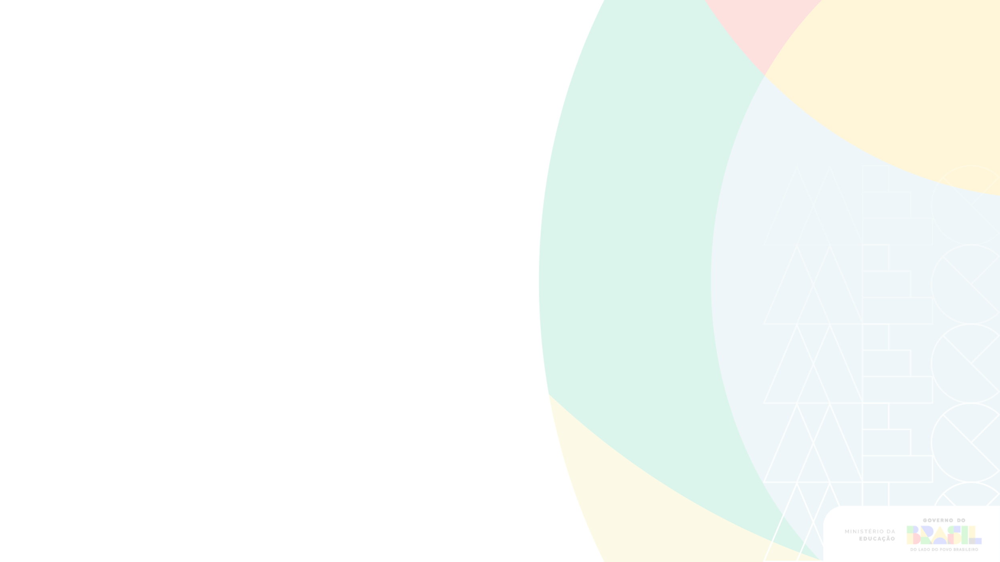 MINISTÉRIO DA
EDUCAÇÃO
GOVERNO DO
BRASIL
DO LADO DO POVO BRASILEIRO